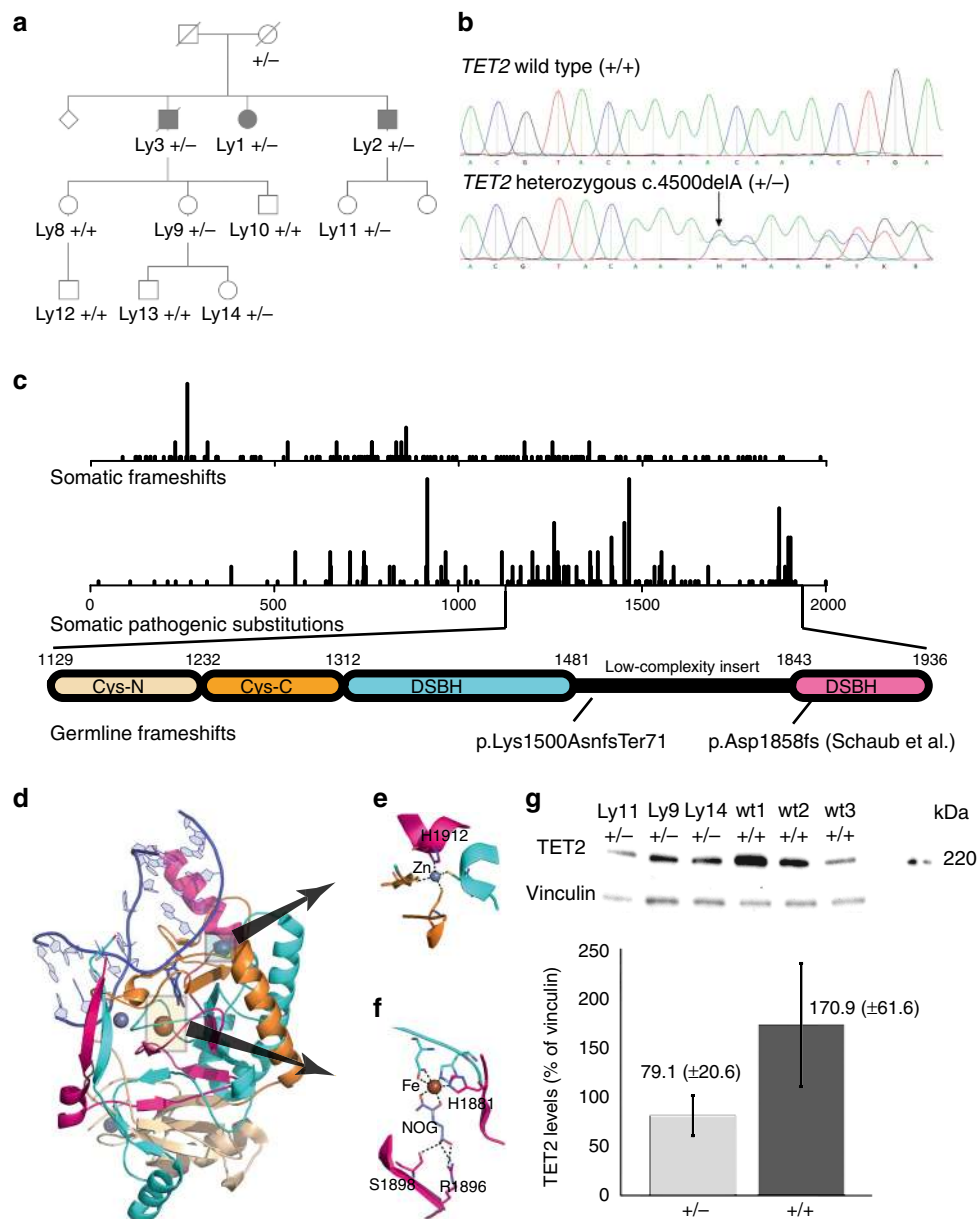 a
+/−
Ly3 +/−
Ly1 +/−
Ly2 +/−
Ly8 +/+
Ly9 +/−
Ly10 +/+
Ly11 +/−
Ly12 +/+
Ly13 +/+
Ly14 +/−
b
TET2 wild type (+/+)
A C G T A C A A A A C A A A C T G A
TET2 heterozygous c.4500delA (+/−)
A C G T A C A A A M M A A M Y K R
c
Somatic frameshifts
0 500 1000 1500 2000
Somatic pathogenic substitutions
1129 1232 1312 1481 Low-complexity insert 1843 1936
Cys-N Cys-C DSBH DSBH
Germline frameshifts
p.Lys1500AsnfsTer71
p.Asp1858fs (Schaub et al.)
d
e
H1912
Zn
f
Fe
H1881
NOG
S1898
R1896
g
Ly11 Ly9 Ly14 wt1 wt2 wt3 kDa
+/− +/− +/− +/+ +/+ +/+
TET2
220
Vinculin
TET2 levels (% of vinculin)
250
200
150
100
50
0
79.1 (±20.6)
170.9 (±61.6)
+/− +/+